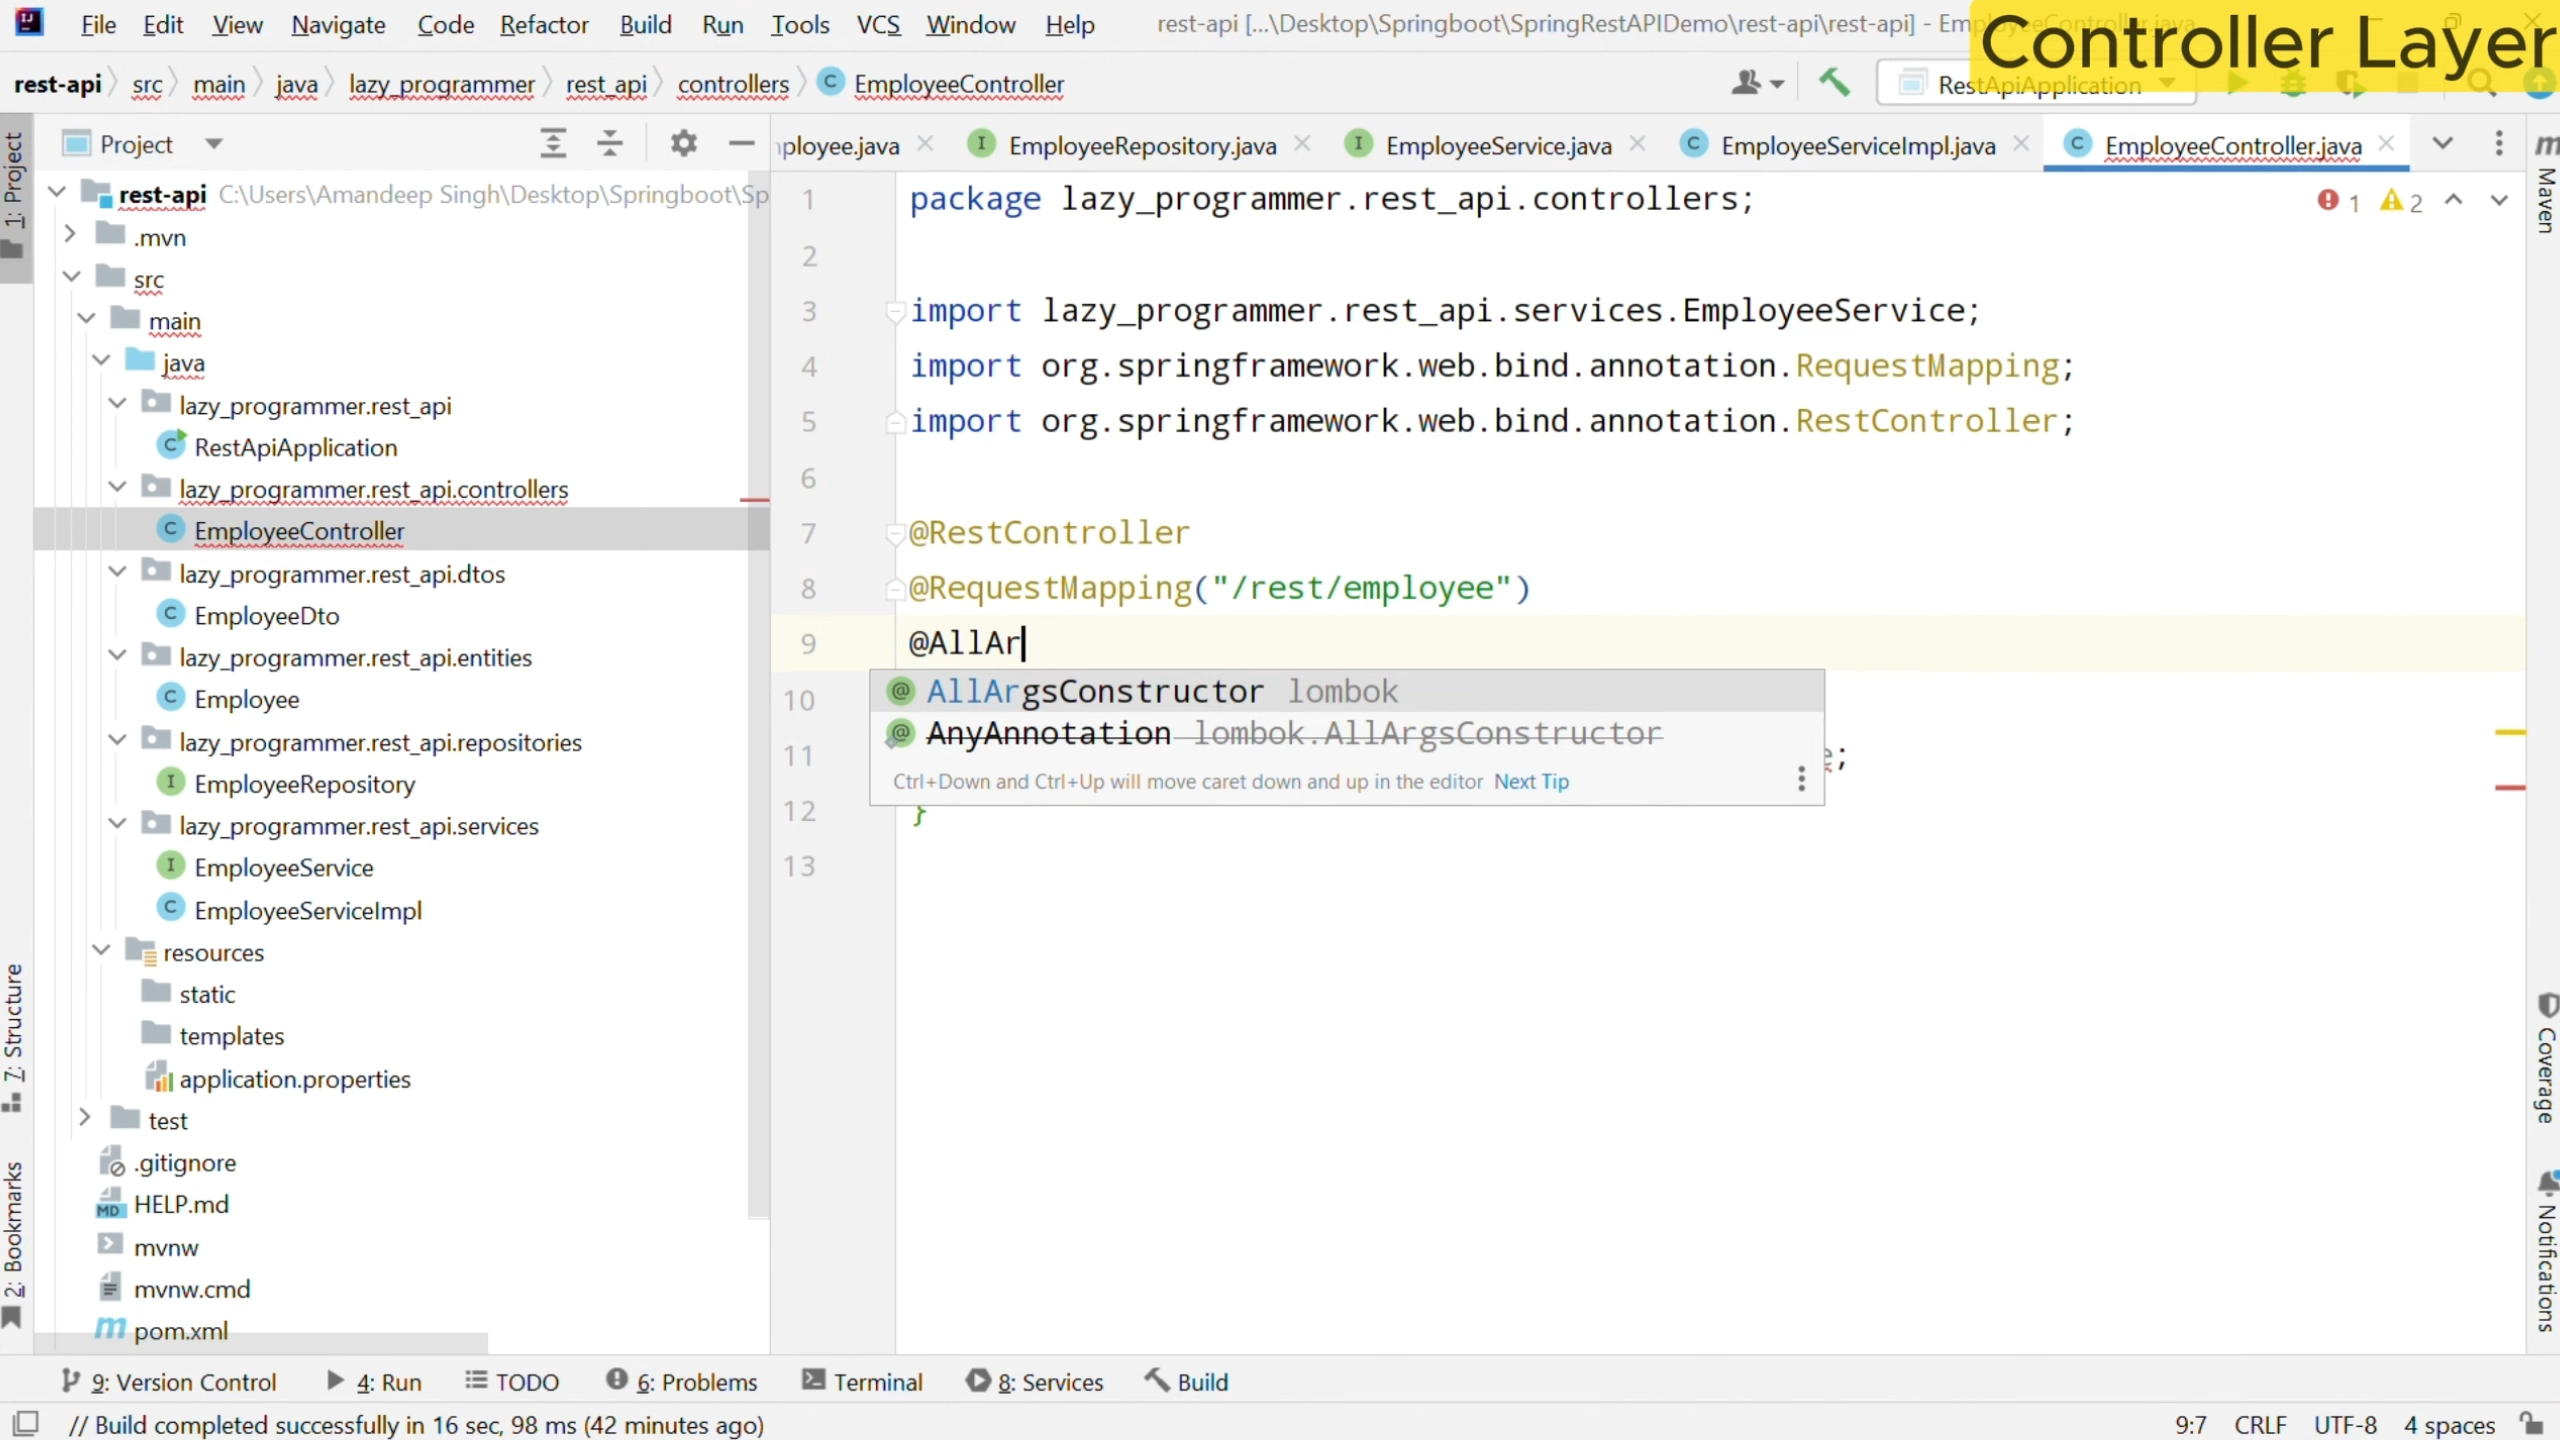 File Edit View Navigate Code Refactor Build Run Tools VCS Window Help rest-api [...\Desktop\Springboot\SpringRestAPIDemo\rest-api\rest-api] - EmployeeController.java
Controller Layer
rest-api src main java lazy_programmer rest_api controllers EmployeeController RestApiApplication
Project
ployee.java EmployeeRepository.java EmployeeService.java EmployeeServiceImpl.java EmployeeController.java
1: Project
7: Structure
2: Bookmarks
rest-api C:\Users\Amandeep Singh\Desktop\Springboot\Sp
.mvn
src
main
java
lazy_programmer.rest_api
RestApiApplication
lazy_programmer.rest_api.controllers
EmployeeController
lazy_programmer.rest_api.dtos
EmployeeDto
lazy_programmer.rest_api.entities
Employee
lazy_programmer.rest_api.repositories
EmployeeRepository
lazy_programmer.rest_api.services
EmployeeService
EmployeeServiceImpl
resources
static
templates
application.properties
test
.gitignore
HELP.md
mvnw
mvnw.cmd
pom.xml
1 package lazy_programmer.rest_api.controllers;
1 2
2
3 import lazy_programmer.rest_api.services.EmployeeService;
4 import org.springframework.web.bind.annotation.RequestMapping;
5 import org.springframework.web.bind.annotation.RestController;
6
7 @RestController
8 @RequestMapping("/rest/employee")
9 @AllAr
10
11 ;
12 }
13
AllArgsConstructor lombok
AnyAnnotation lombok.AllArgsConstructor
Ctrl+Down and Ctrl+Up will move caret down and up in the editor Next Tip
Maven
Coverage
Notifications
9: Version Control 4: Run TODO 6: Problems Terminal 8: Services Build
// Build completed successfully in 16 sec, 98 ms (42 minutes ago) 9:7 CRLF UTF-8 4 spaces